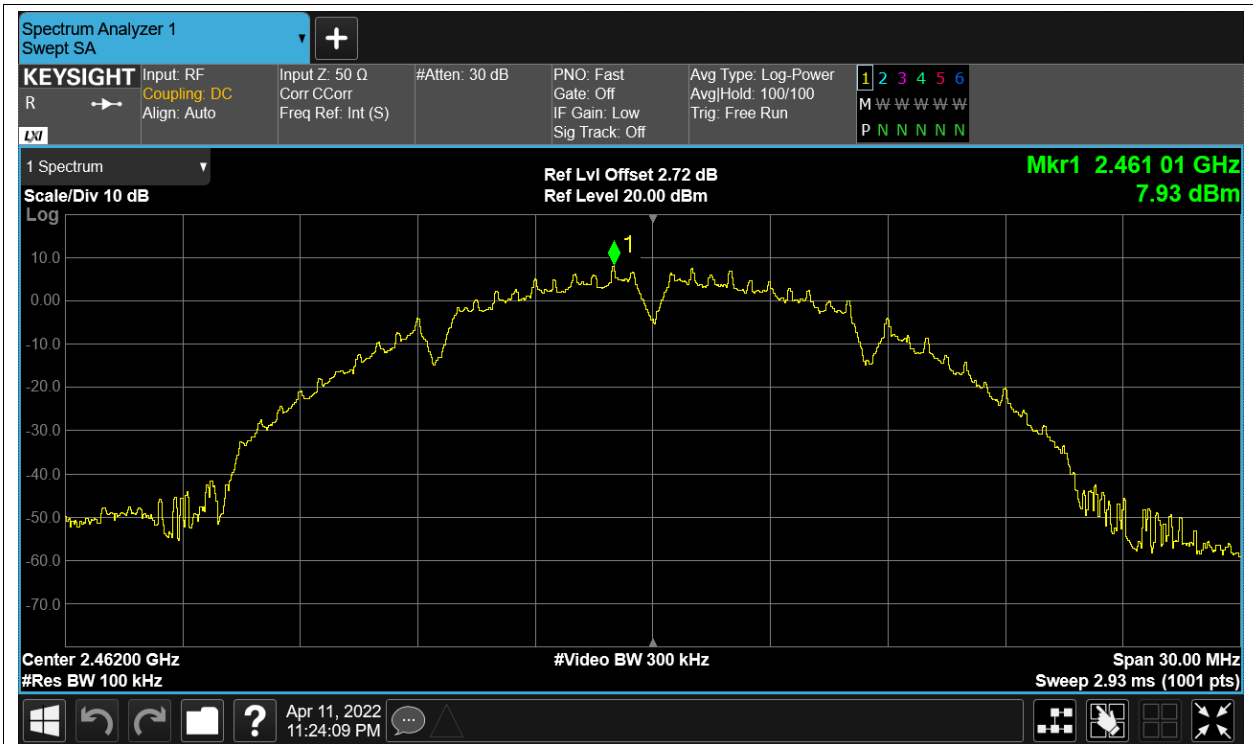 Spectrum Analyzer 1
Swept SA
KEYSIGHT
R
LXI
Input: RF
Coupling: DC
Align: Auto
Input Z: 50 Ω
Corr CCorr
Freq Ref: Int (S)
#Atten: 30 dB
PNO: Fast
Gate: Off
IF Gain: Low
Sig Track: Off
Avg Type: Log-Power
Avg|Hold: 100/100
Trig: Free Run
1 2 3 4 5 6
M W W W W W
P N N N N N
1 Spectrum
Scale/Div 10 dB
Log
Ref Lvl Offset 2.72 dB
Ref Level 20.00 dBm
Mkr1 2.461 01 GHz
7.93 dBm
1
10.0
0.00
-10.0
-20.0
-30.0
-40.0
-50.0
-60.0
-70.0
Center 2.46200 GHz
#Video BW 300 kHz
Span 30.00 MHz
#Res BW 100 kHz
Sweep 2.93 ms (1001 pts)
?
Apr 11, 2022
11:24:09 PM